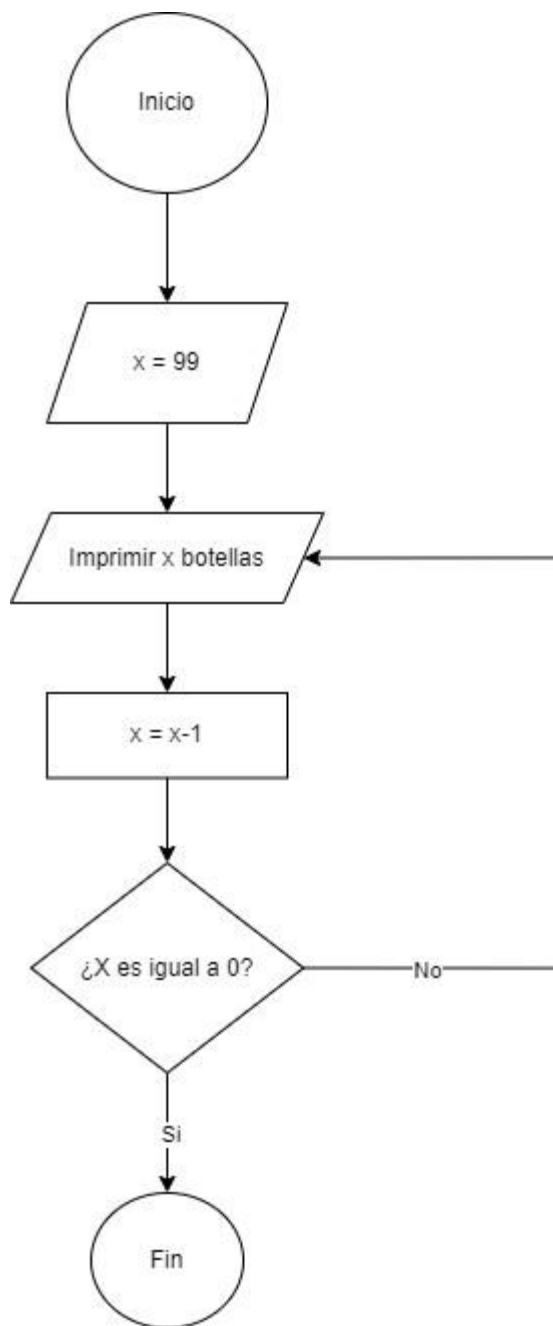 Inicio
x = 99
Imprimir x botellas
x = x-1
¿X es igual a 0?
No
Si
Fin